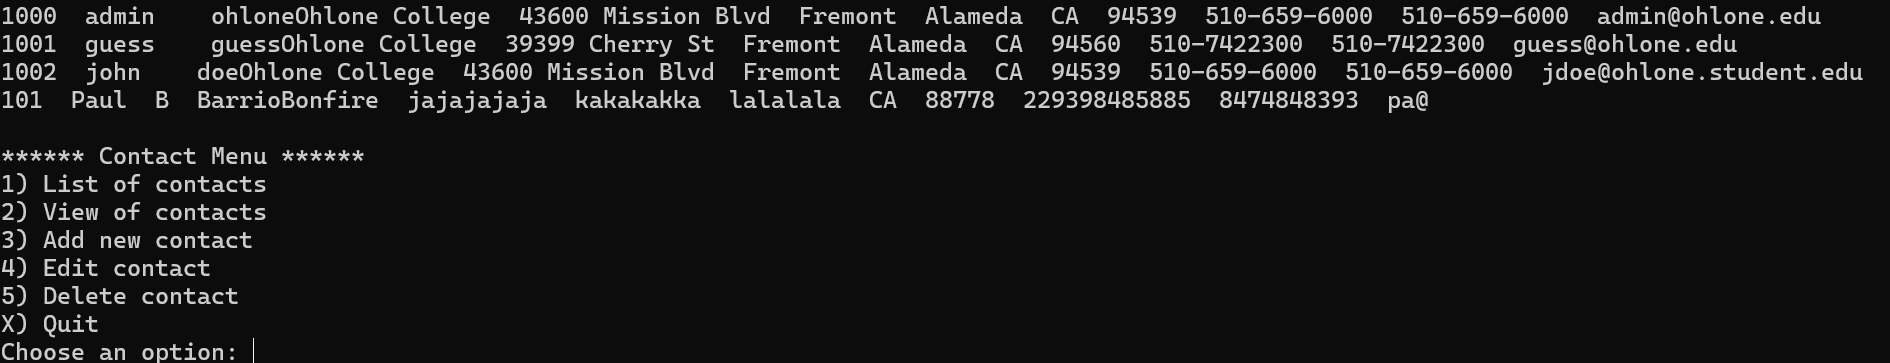 1000  admin    ohloneOhlone College  43600 Mission Blvd  Fremont  Alameda  CA  94539  510-659-6000  510-659-6000  admin@ohlone.edu
1001  guess    guessOhlone College  39399 Cherry St  Fremont  Alameda  CA  94560  510-7422300  510-7422300  guess@ohlone.edu
1002  john    doeOhlone College  43600 Mission Blvd  Fremont  Alameda  CA  94539  510-659-6000  510-659-6000  jdoe@ohlone.student.edu
101  Paul  B  BarrioBonfire  jajajajaja  kakakakka  lalalala  CA  88778  229398485885  8474848393  pa@
****** Contact Menu ******
1) List of contacts
2) View of contacts
3) Add new contact
4) Edit contact
5) Delete contact
X) Quit
Choose an option: